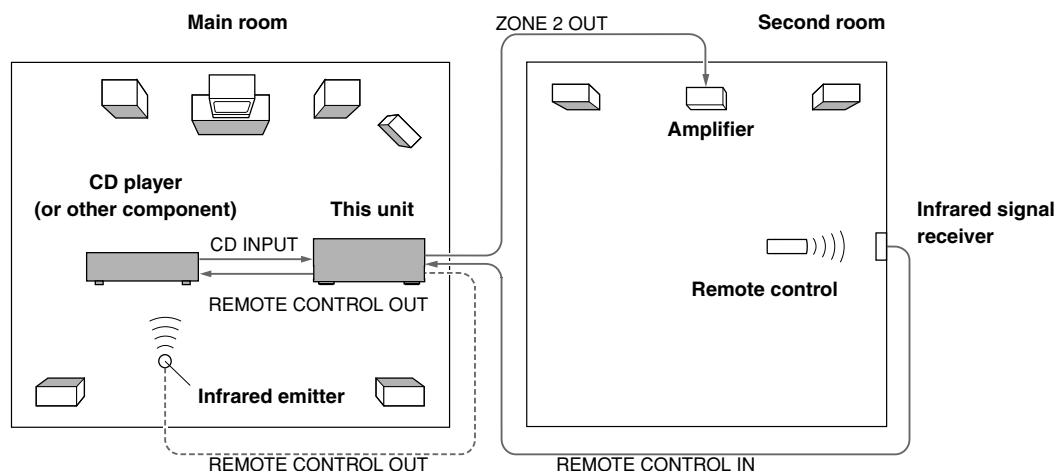 Main room
ZONE 2 OUT
Second room
Amplifier
CD player
(or other component)
This unit
CD INPUT
REMOTE CONTROL OUT
Infrared signal
receiver
Remote control
Infrared emitter
REMOTE CONTROL OUT
REMOTE CONTROL IN